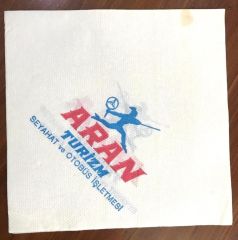 ARAN
TURİZM
SEYAHAT ve OTOBÜS İŞLETMESİ